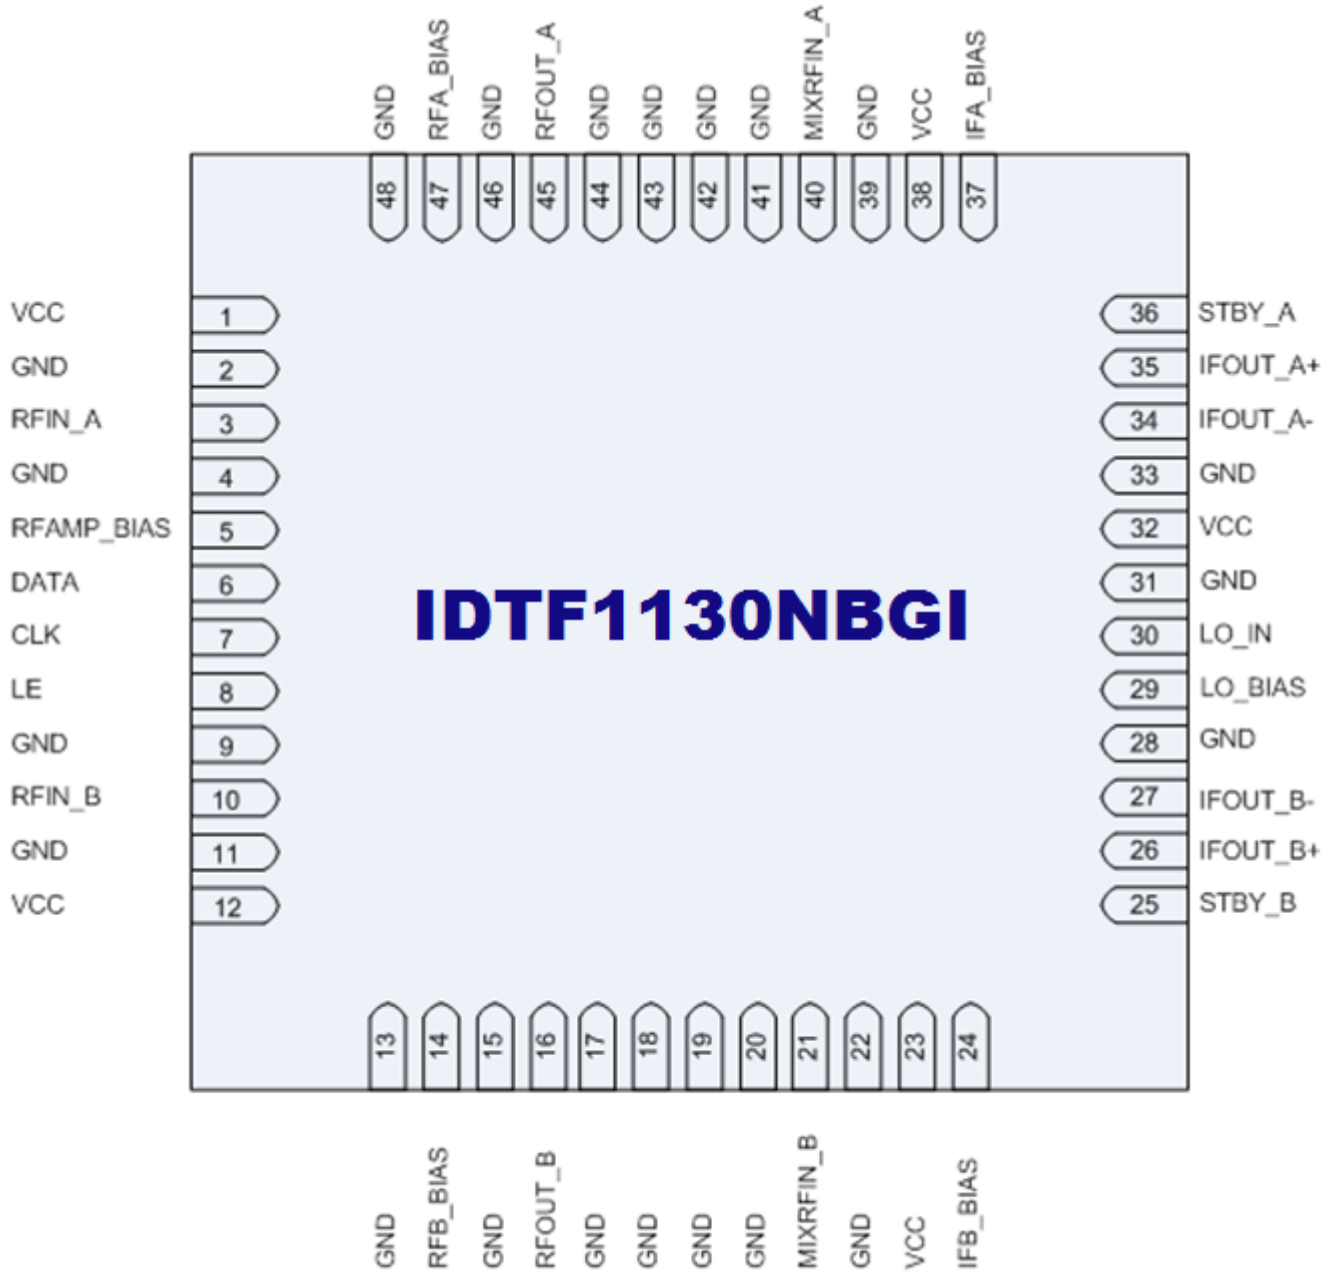 GND RFA_BIAS GND RFOUT_A GND GND GND GND MIXRFIN_A GND VCC IFA_BIAS
48 47 46 45 44 43 42 41 40 39 38 37
VCC 1 36 STBY_A
GND 2 35 IFOUT_A+
RFIN_A 3 34 IFOUT_A-
GND 4 33 GND
RFAMP_BIAS 5 32 VCC
DATA 6 31 GND
IDTF1130NBGI
CLK 7 30 LO_IN
LE 8 29 LO_BIAS
GND 9 28 GND
RFIN_B 10 27 IFOUT_B-
GND 11 26 IFOUT_B+
VCC 12 25 STBY_B
13 14 15 16 17 18 19 20 21 22 23 24
GND RFB_BIAS GND RFOUT_B GND GND GND GND MIXRFIN_B GND VCC IFB_BIAS